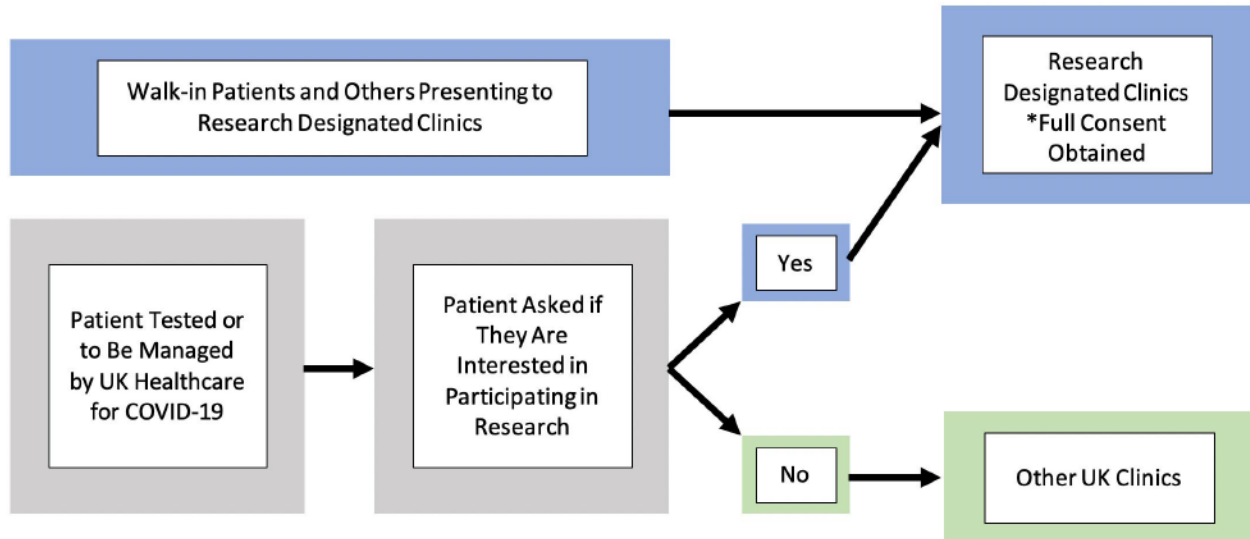 Walk-in Patients and Others Presenting to
Research Designated Clinics
Research
Designated Clinics
*Full Consent
Obtained
Patient Tested or
to Be Managed
by UK Healthcare
for COVID-19
Patient Asked if
They Are
Interested in
Participating in
Research
Yes
No
Other UK Clinics